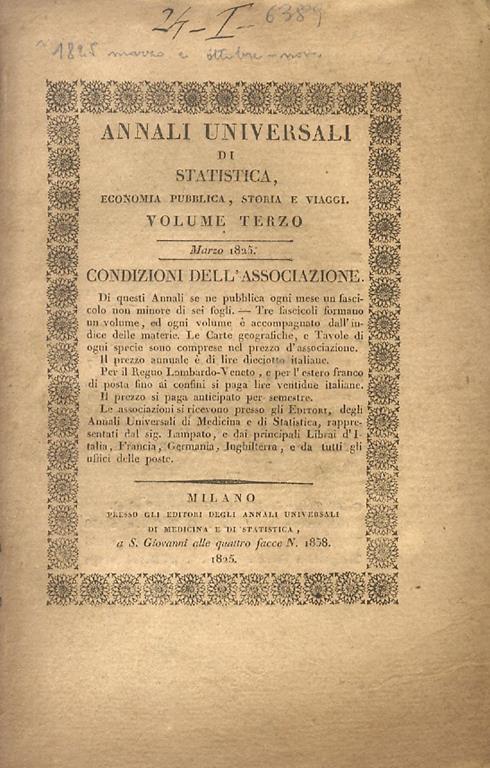 24-I- 6389
1825 marzo e ottobre-nov.
ANNALI UNIVERSALI
DI
STATISTICA,
ECONOMIA PUBBLICA, STORIA E VIAGGI.
VOLUME TERZO
Marzo 1825.
CONDIZIONI DELL'ASSOCIAZIONE.
Di questi Annali se ne pubblica ogni mese un fasci-
colo non minore di sei fogli. — Tre fascicoli formano
un volume, ed ogni volume è accompagnato dall'in-
dice delle materie. Le Carte geografiche, e Tavole di
ogni specie sono comprese nel prezzo d'associazione.
Il prezzo annuale è di lire dieciotto italiane.
Per il Regno Lombardo-Veneto, e per l'estero franco
di posta fino ai confini si paga lire ventidue italiane.
Il prezzo si paga anticipato per semestre.
Le associazioni si ricevono presso gli EDITORI, degli
Annali Universali di Medicina e di Statistica, rappre-
sentati dal sig. Lampato, e dai principali Librai d'I-
talia, Francia, Germania, Inghilterra, e da tutti gli
uffici delle poste.
MILANO
PRESSO GLI EDITORI DEGLI ANNALI UNIVERSALI
DI MEDICINA E DI STATISTICA,
a S. Giovanni alle quattro facce N. 1838.
1825.